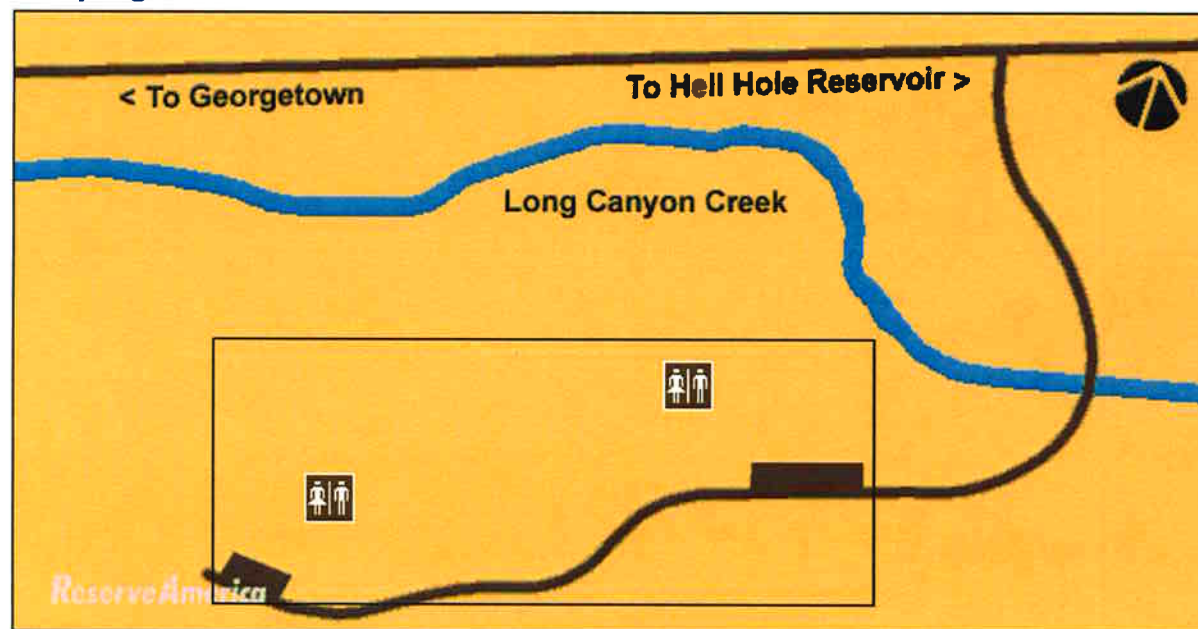 < To Georgetown
To Hell Hole Reservoir >
Long Canyon Creek
ReserveAmerica